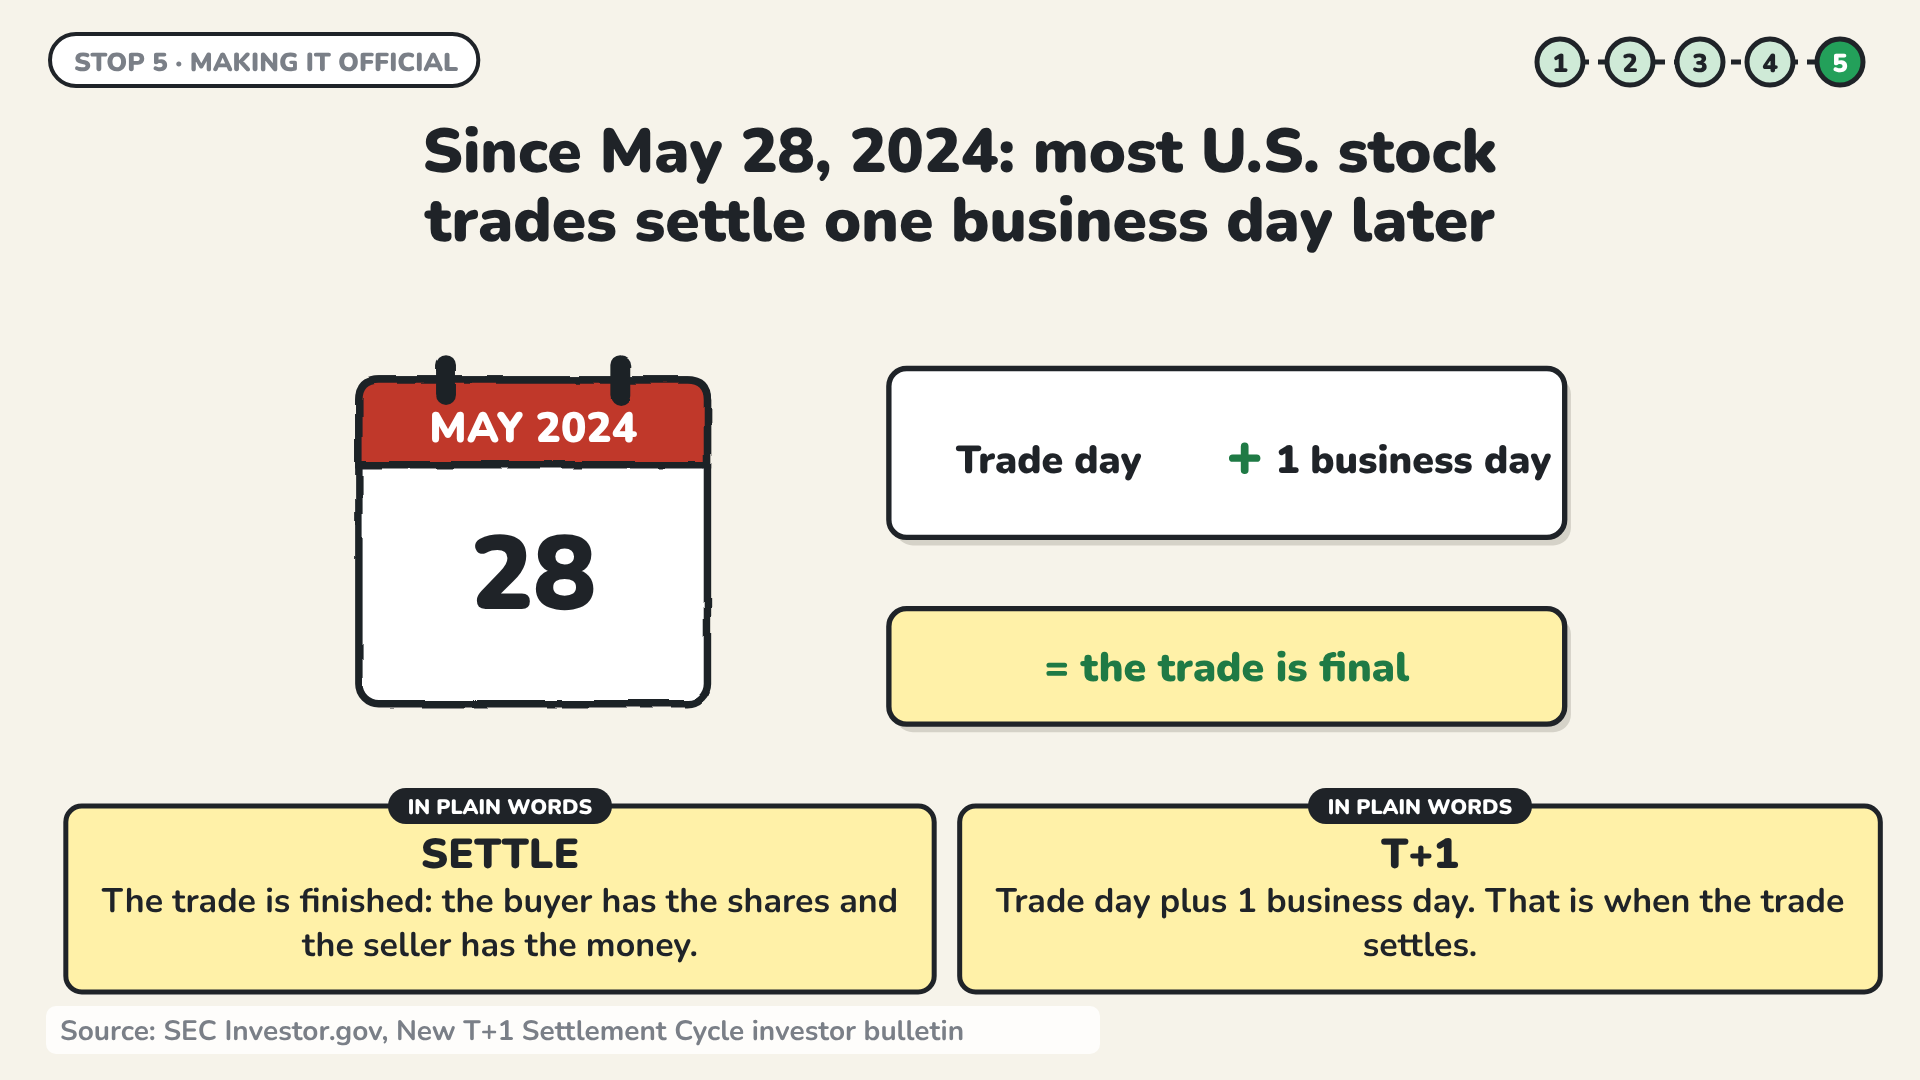 STOP 5 · MAKING IT OFFICIAL
1 2 3 4 5
Since May 28, 2024: most U.S. stock
trades settle one business day later
MAY 2024
28
Trade day + 1 business day
= the trade is final
IN PLAIN WORDS
SETTLE
The trade is finished: the buyer has the shares and
the seller has the money.
IN PLAIN WORDS
T+1
Trade day plus 1 business day. That is when the trade
settles.
Source: SEC Investor.gov, New T+1 Settlement Cycle investor bulletin